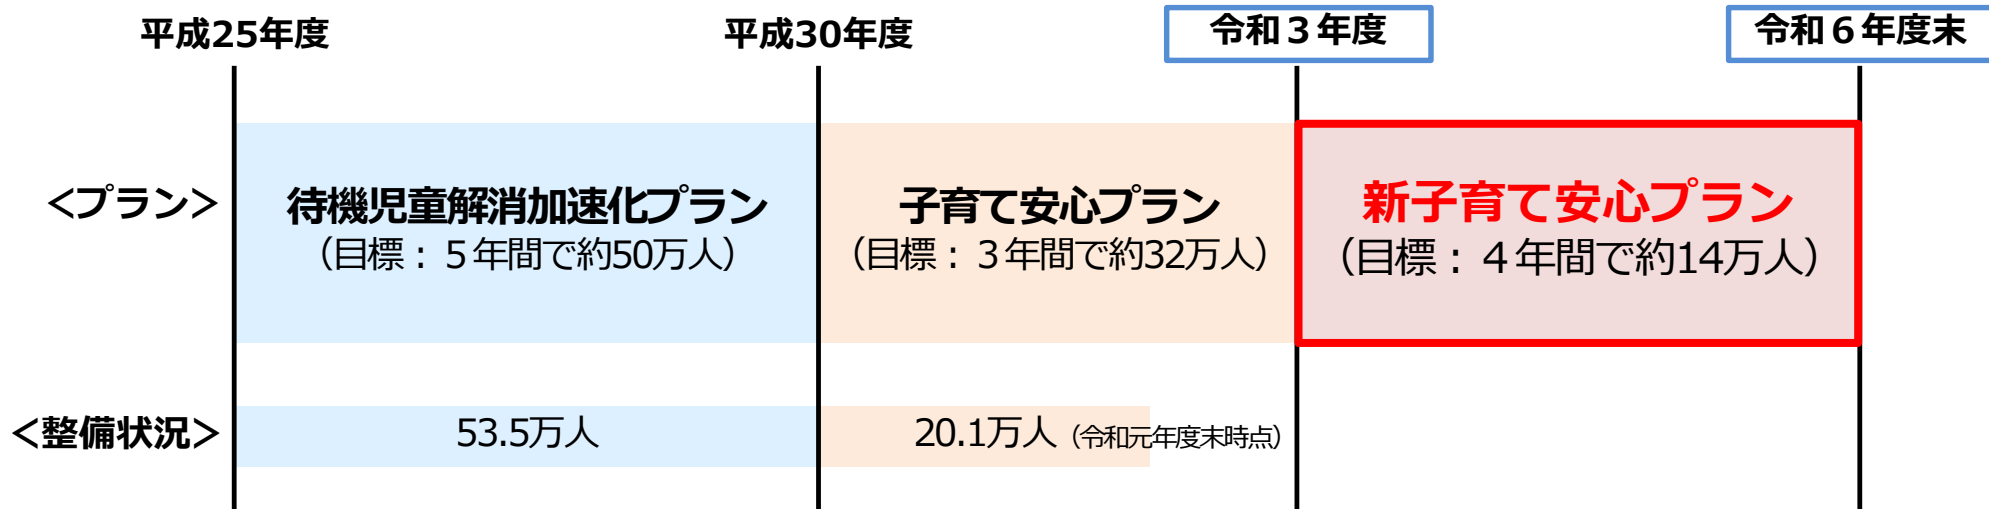 平成25年度
平成30年度
令和３年度
令和６年度末
＜プラン＞
待機児童解消加速化プラン
（目標：５年間で約50万人）
子育て安心プラン
（目標：３年間で約32万人）
新子育て安心プラン
（目標：４年間で約14万人）
＜整備状況＞
53.5万人
20.1万人（令和元年度末時点）